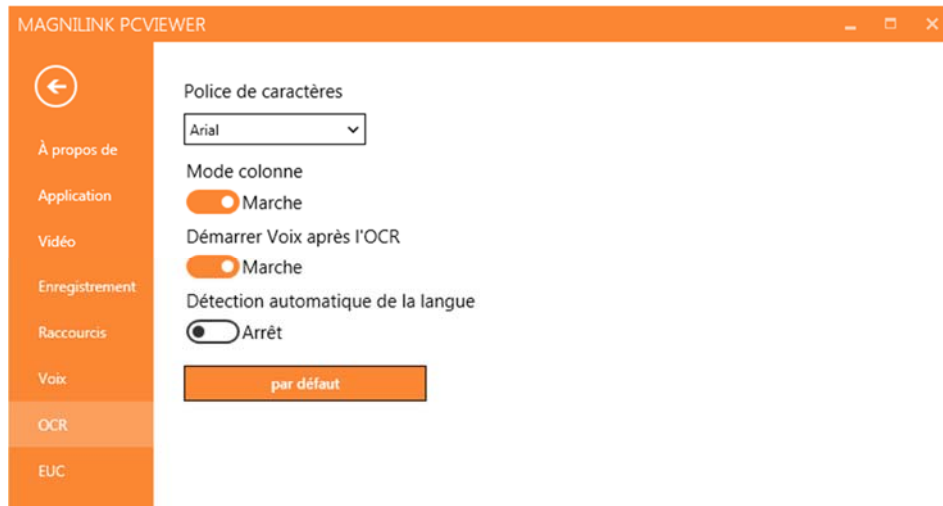 MAGNILINK PCVIEWER
À propos de
Application
Vidéo
Enregistrement
Raccourcis
Voix
OCR
EUC
Police de caractères
Arial
Mode colonne
Marche
Démarrer Voix après l'OCR
Marche
Détection automatique de la langue
Arrêt
par défaut